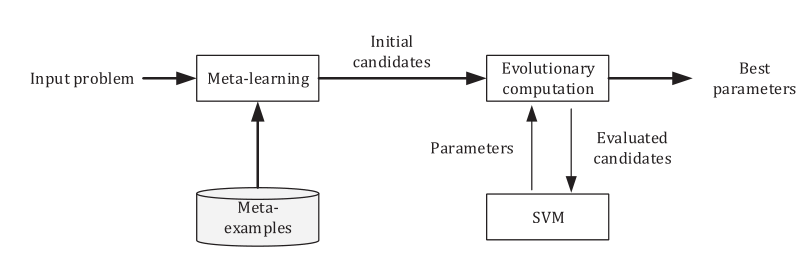 Input problem
Meta-learning
Initial
candidates
Evolutionary
computation
Best
parameters
Parameters
Evaluated
candidates
Meta-
examples
SVM